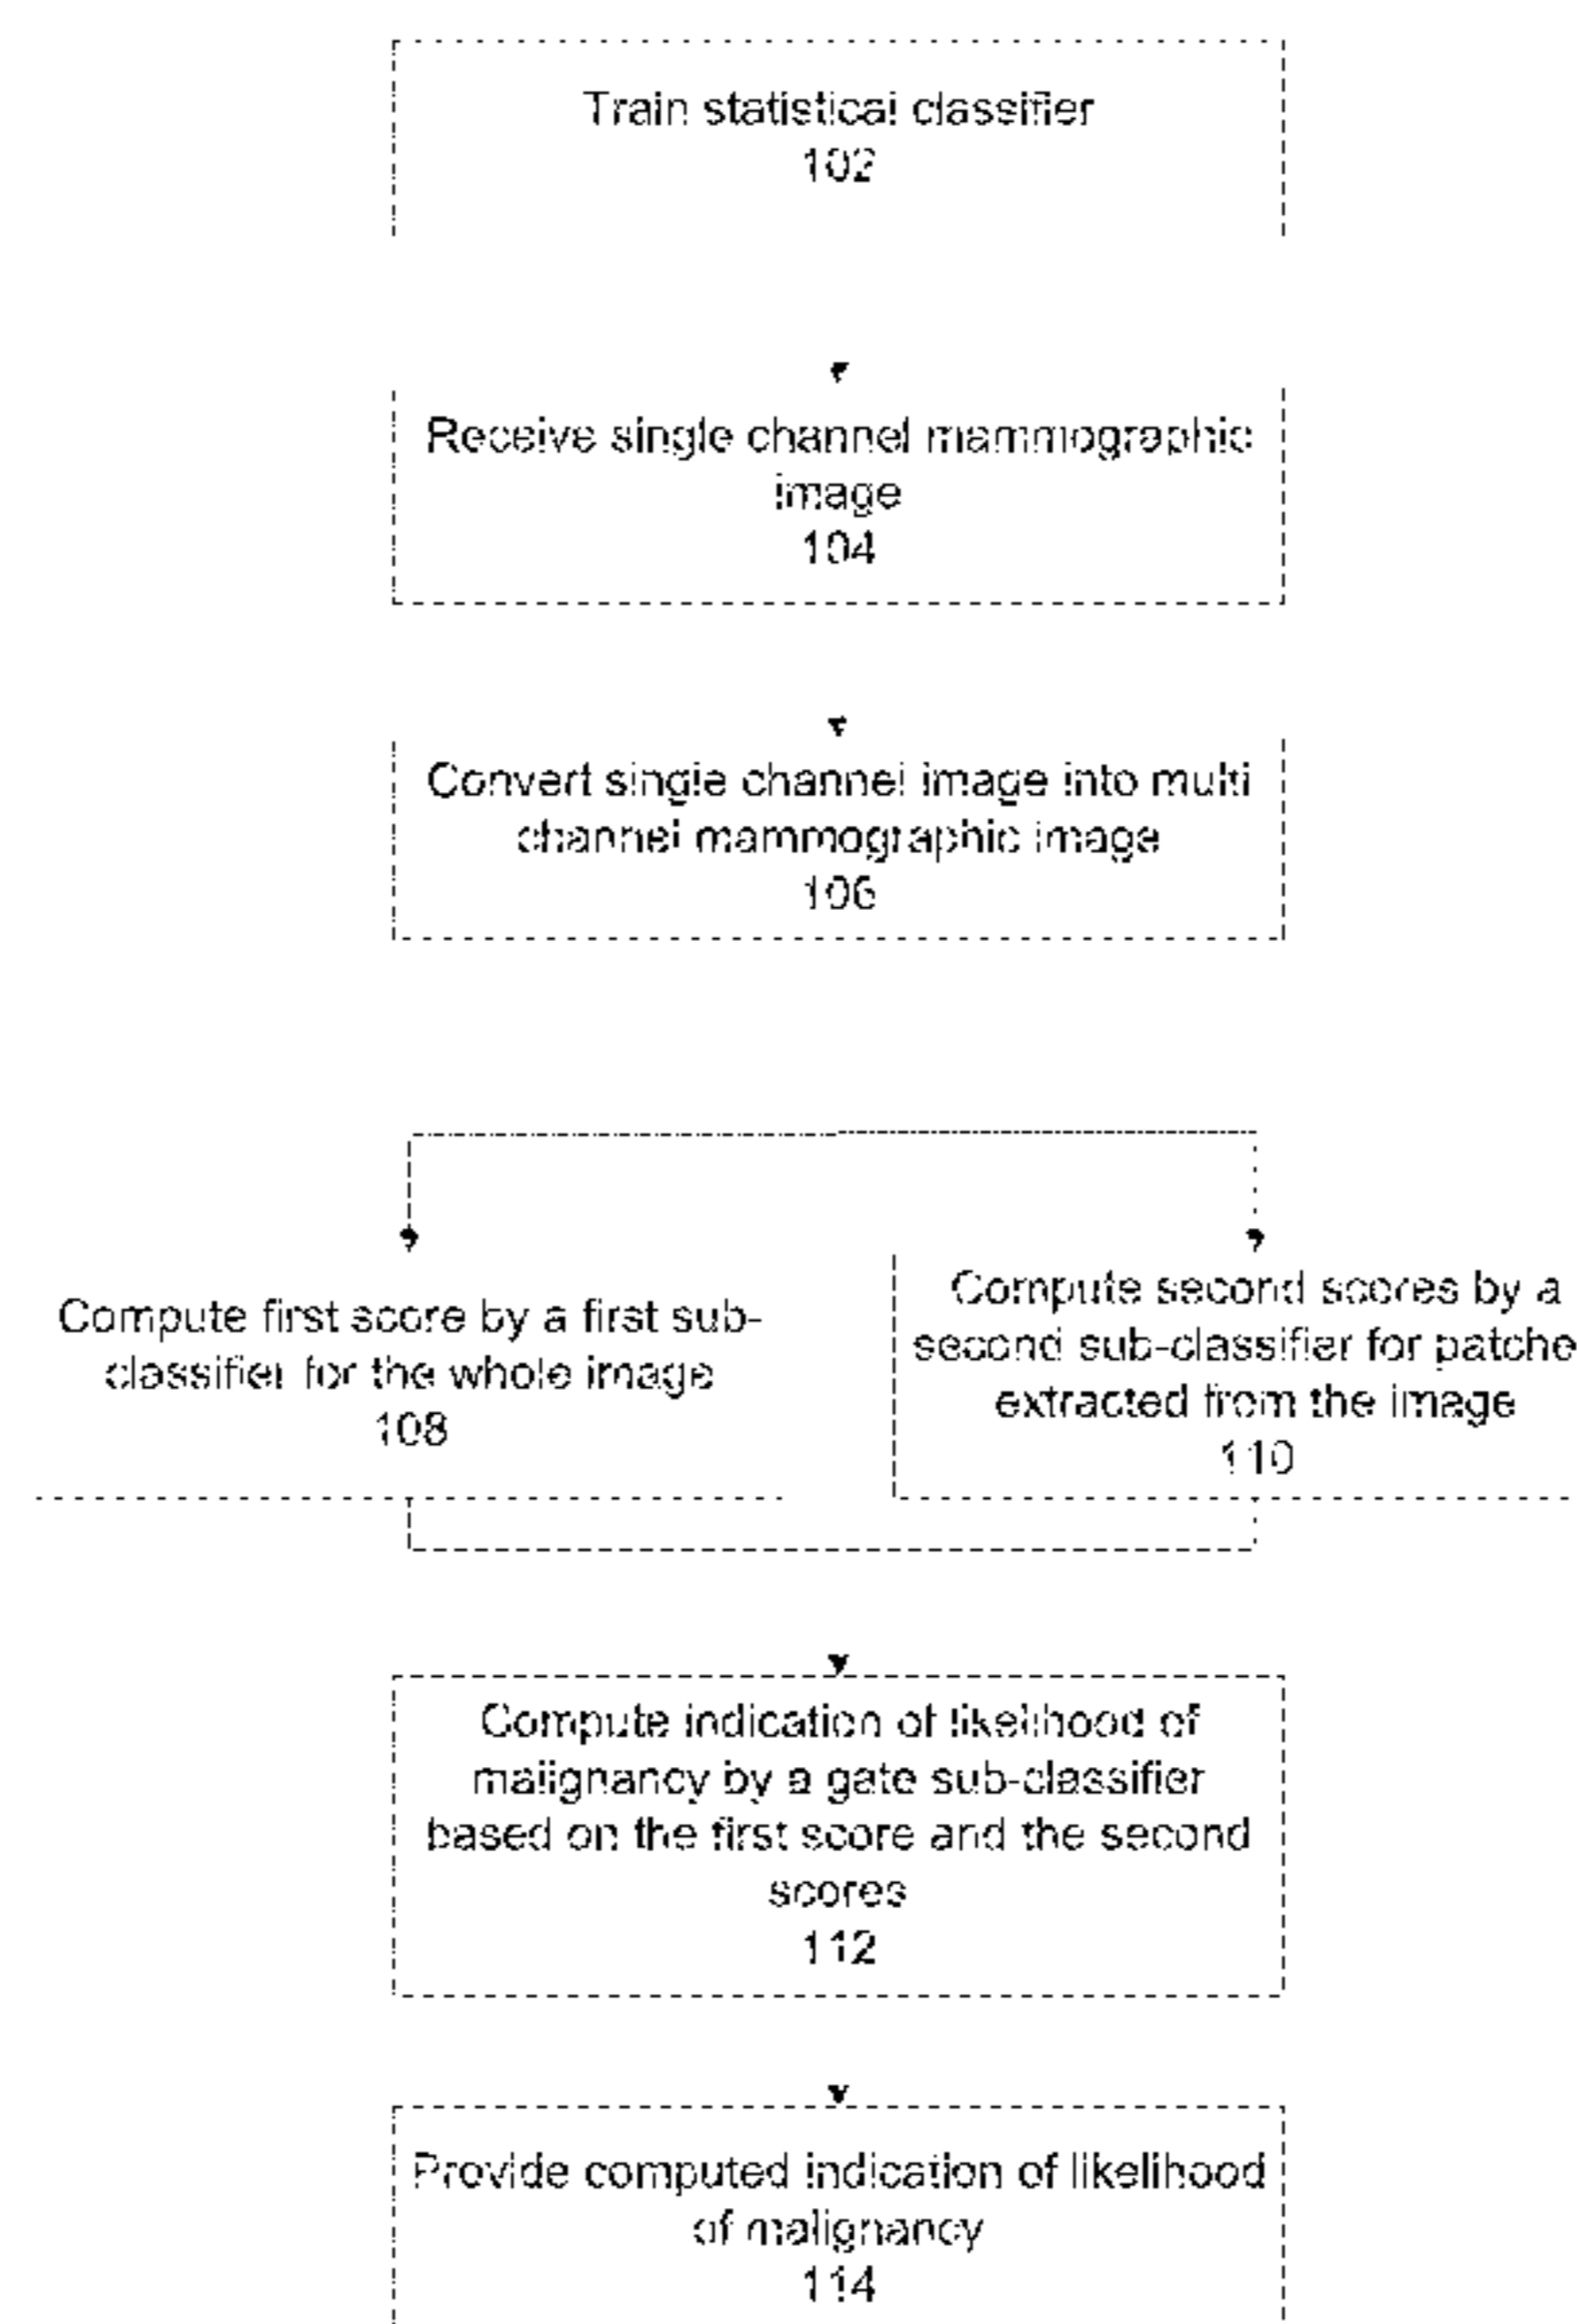 Train statistical classifier
102
Receive single channel mammographic
image
104
Convert single channel image into multi
channel mammographic image
106
Compute first score by a first sub-
classifier for the whole image
108
Compute second scores by a
second sub-classifier for patche
extracted from the image
110
Compute indication of likelihood of
malignancy by a gate sub-classifier
based on the first score and the second
scores
112
Provide computed indication of likelihood
of malignancy
114